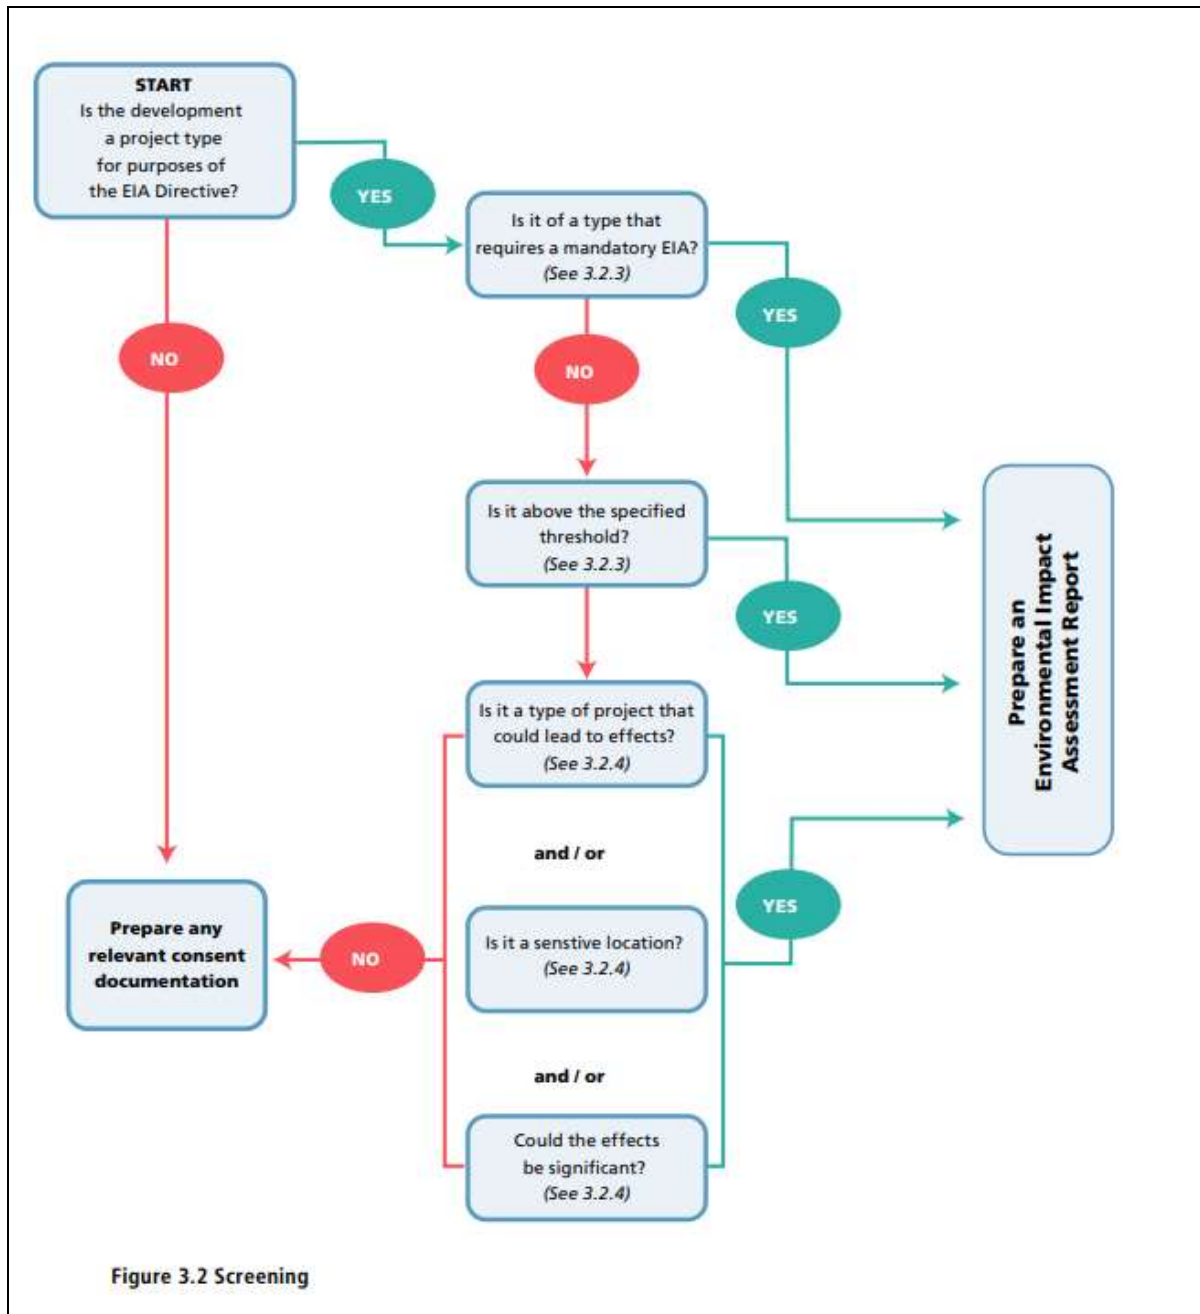 START
Is the development
a project type
for purposes of
the EIA Directive?
YES
Is it of a type that
requires a mandatory EIA?
(See 3.2.3)
YES
NO
NO
Is it above the specified
threshold?
(See 3.2.3)
YES
Prepare an
Environmental Impact
Assessment Report
Is it a type of project that
could lead to effects?
(See 3.2.4)
and / or
Prepare any
relevant consent
documentation
NO
Is it a senstive location?
(See 3.2.4)
YES
and / or
Could the effects
be significant?
(See 3.2.4)
Figure 3.2 Screening